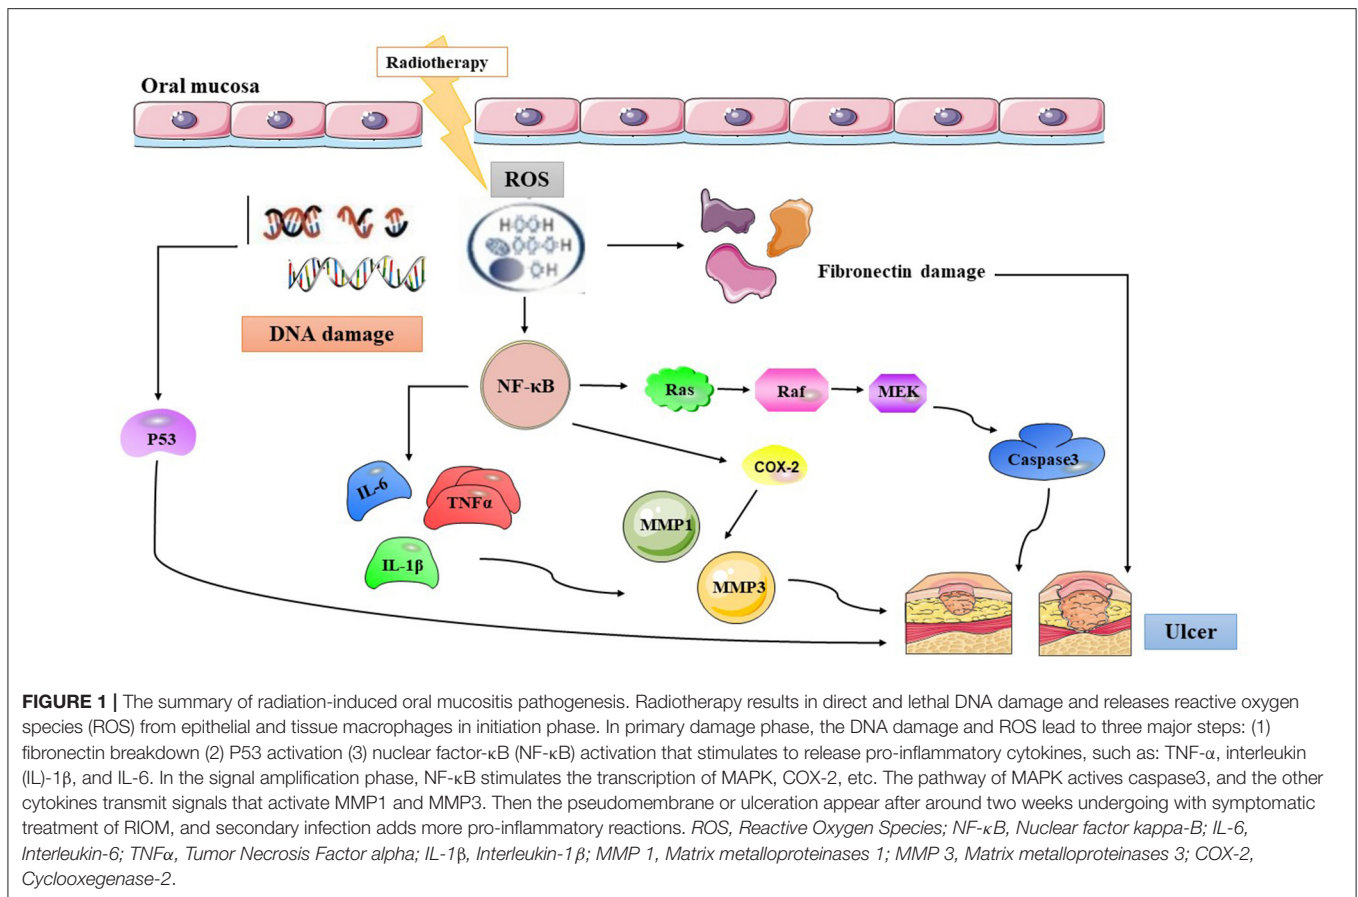 Radiotherapy
Oral mucosa
ROS
H-O-O-H
O-O-O-H
O-H
Fibronectin damage
DNA damage
NF-κB
Ras
Raf
MEK
P53
COX-2
Caspase3
IL-6
TNFα
MMP1
IL-1β
MMP3
Ulcer
FIGURE 1 | The summary of radiation-induced oral mucositis pathogenesis. Radiotherapy results in direct and lethal DNA damage and releases reactive oxygen
species (ROS) from epithelial and tissue macrophages in initiation phase. In primary damage phase, the DNA damage and ROS lead to three major steps: (1)
fibronectin breakdown (2) P53 activation (3) nuclear factor-κB (NF-κB) activation that stimulates to release pro-inflammatory cytokines, such as: TNF-α, interleukin
(IL)-1β, and IL-6. In the signal amplification phase, NF-κB stimulates the transcription of MAPK, COX-2, etc. The pathway of MAPK actives caspase3, and the other
cytokines transmit signals that activate MMP1 and MMP3. Then the pseudomembrane or ulceration appear after around two weeks undergoing with symptomatic
treatment of RIOM, and secondary infection adds more pro-inflammatory reactions. ROS, Reactive Oxygen Species; NF-κB, Nuclear factor kappa-B; IL-6,
Interleukin-6; TNFα, Tumor Necrosis Factor alpha; IL-1β, Interleukin-1β; MMP 1, Matrix metalloproteinases 1; MMP 3, Matrix metalloproteinases 3; COX-2,
Cyclooxegenase-2.